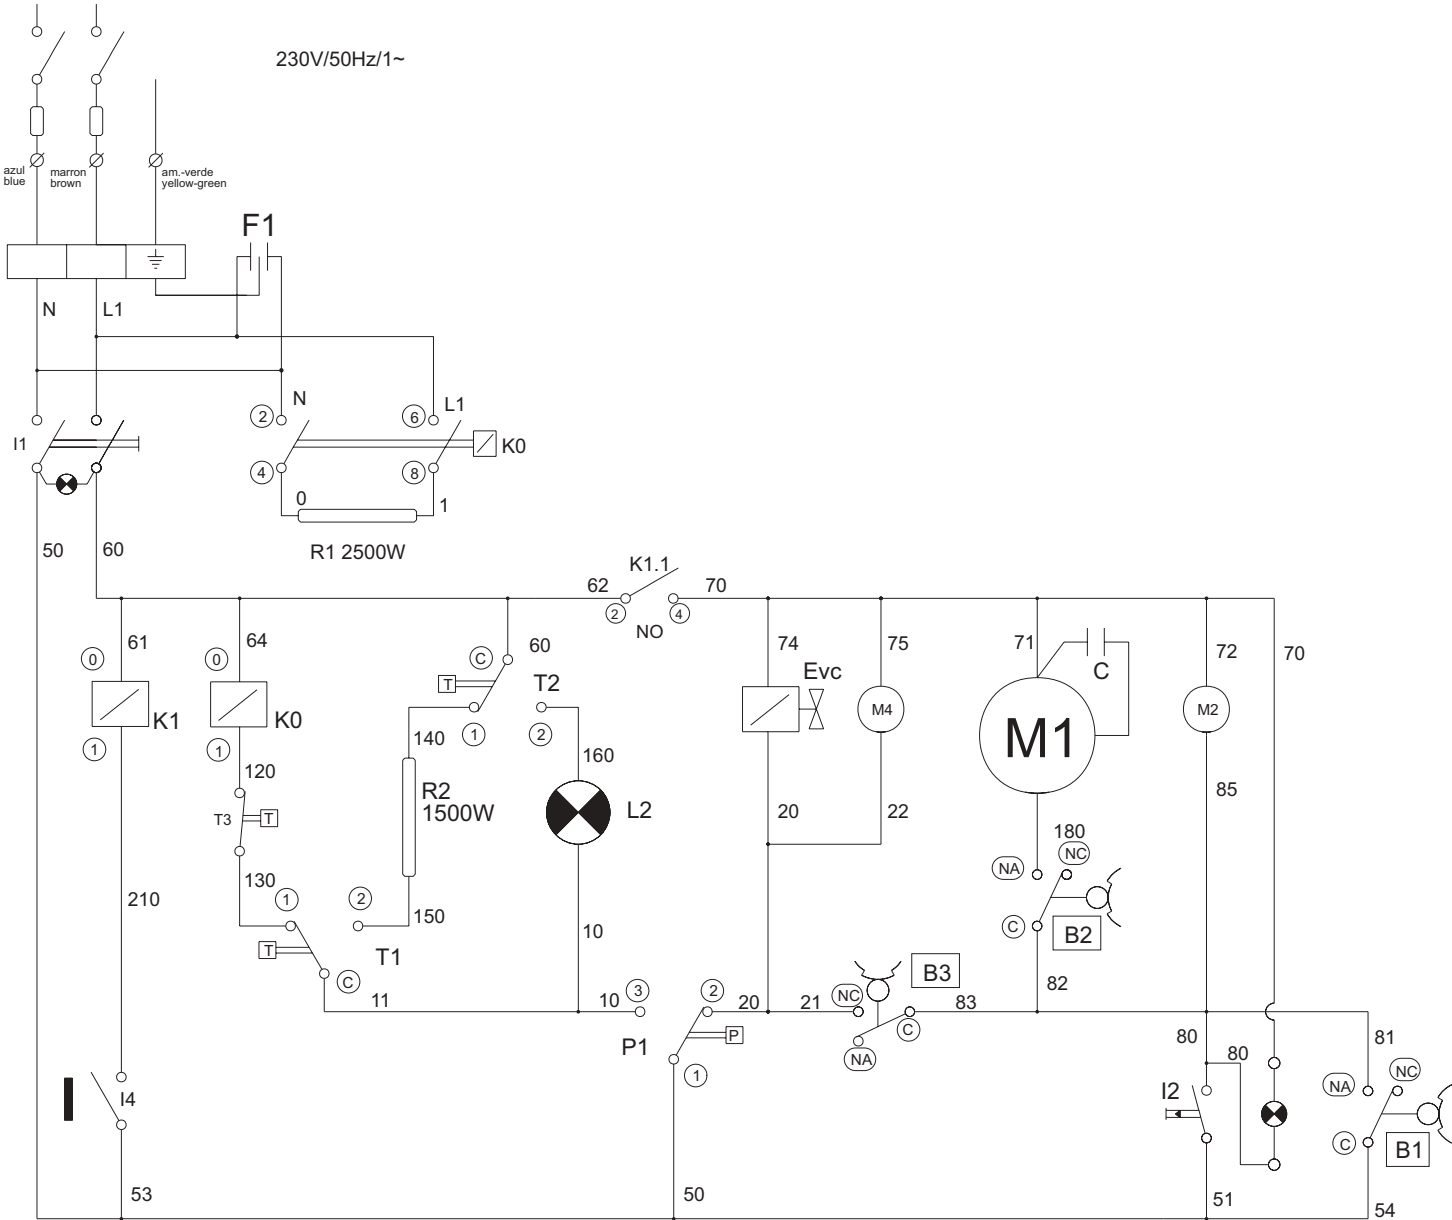 230V/50Hz/1~
azul
blue
marron
brown
am.-verde
yellow-green
F1
N
L1
N
L1
2
6
I1
K0
4
8
0
1
R1 2500W
50
60
K1.1
62
70
2
4
NO
61
64
60
74
75
71
72
70
0
0
C
T
T2
Evc
C
K1
K0
M4
M1
M2
1
1
1
2
140
160
120
R2
1500W
L2
20
22
85
T3
T
180
NA
NC
130
1
2
210
150
10
C
B2
T
T1
C
11
10
3
2
20
21
NC
B3
83
82
P1
P
C
NA
80
80
81
1
I4
I2
NA
NC
C
B1
53
50
51
54